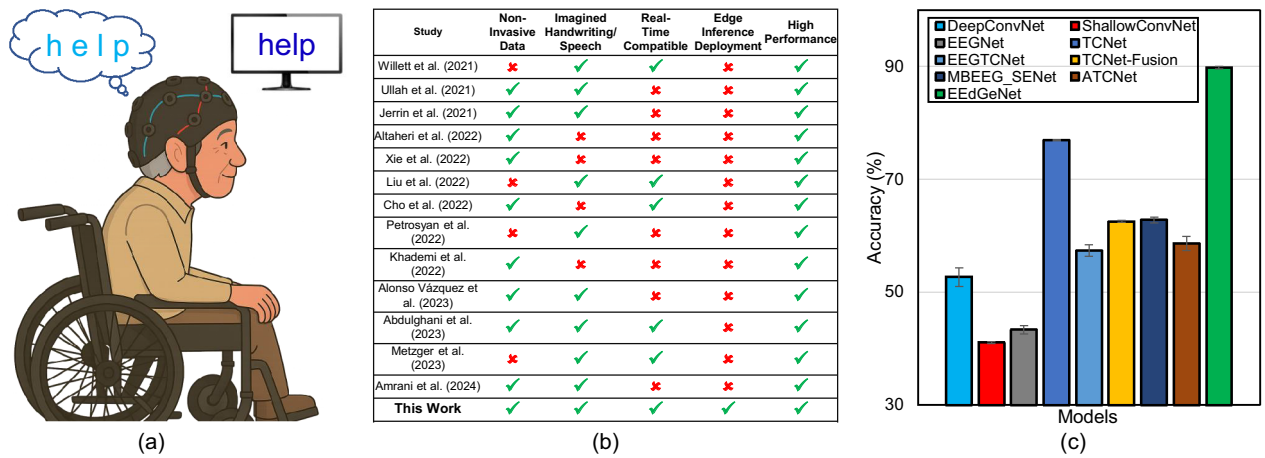 h e l p
help
(a)
Study
Non-
Invasive
Data
Imagined
Handwriting/
Speech
Real-
Time
Compatible
Edge
Inference
Deployment
High
Performance
Willett et al. (2021)
Ullah et al. 2021)
Jerrin et al. (2021)
Altaheri et al. (2022)
Xie et al. (2022)
Liu et al. (2022)
Cho et al. (2022)
Petrosyan et al.
(2022)
Khademi et al.
(2022)
Alonso Vázquez et
al. (2023)
Abdulghani et al.
(2023)
Metzger et al.
(2023)
Amrani et al. (2024)
This Work
(b)
DeepConvNet
ShallowConvNet
EEGNet
TCNet
EEGTCNet
TCNet-Fusion
MBEEG_SENet
ATCNet
EEdGeNet
Accuracy (%)
90
70
50
30
Models
(c)